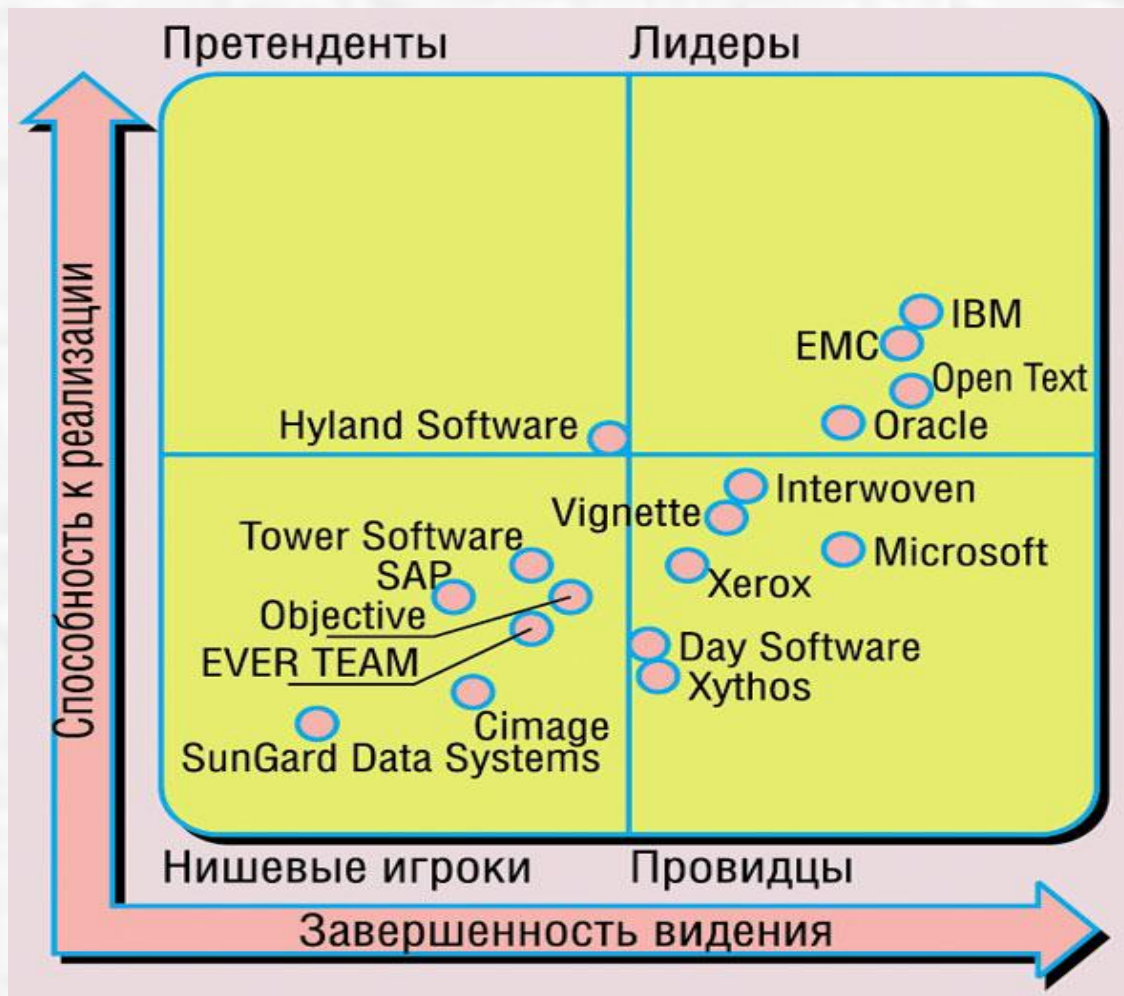 Претенденты
Лидеры
Способность к реализации
IBM
EMC
Open Text
Hyland Software
Oracle
Interwoven
Vignette
Tower Software
Microsoft
SAP
Xerox
Objective
Day Software
EVER TEAM
Xythos
Cimage
SunGard Data Systems
Нишевые игроки
Провидцы
Завершенность видения